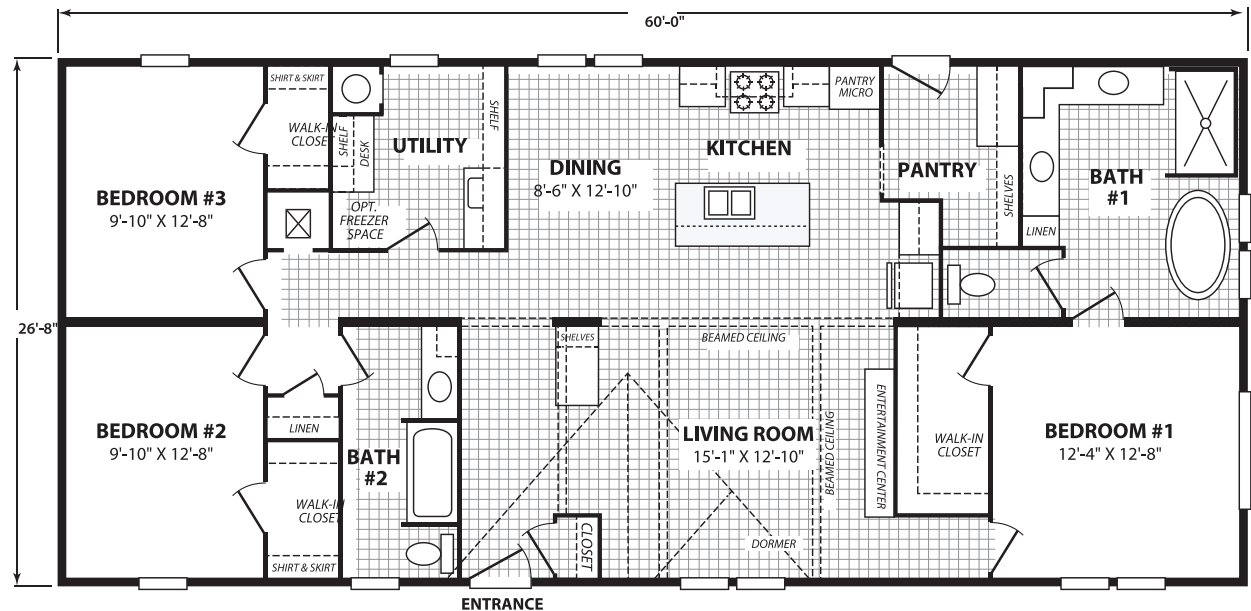 60'-0"
26'-8"
SHIRT & SKIRT
WALK-IN
CLOSET
BEDROOM #3
9'-10" X 12'-8"
SHELF
DESK
UTILITY
SHELF
OPT.
FREEZER
SPACE
DINING
8'-6" X 12'-10"
KITCHEN
PANTRY
MICRO
PANTRY
SHELVES
BATH
#1
LINEN
BEDROOM #2
9'-10" X 12'-8"
LINEN
WALK-IN
CLOSET
SHIRT & SKIRT
BATH
#2
SHELVES
BEAMED CEILING
LIVING ROOM
15'-1" X 12'-10"
BEAMED CEILING
ENTERTAINMENT CENTER
WALK-IN
CLOSET
BEDROOM #1
12'-4" X 12'-8"
CLOSET
DORMER
ENTRANCE